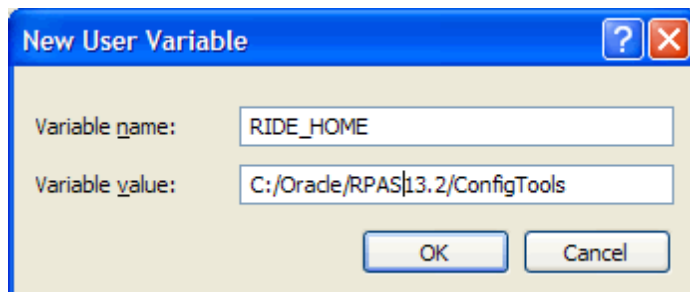 New User Variable
Variable name: RIDE_HOME
Variable value: C:/Oracle/RPAS13.2/ConfigTools
OK Cancel